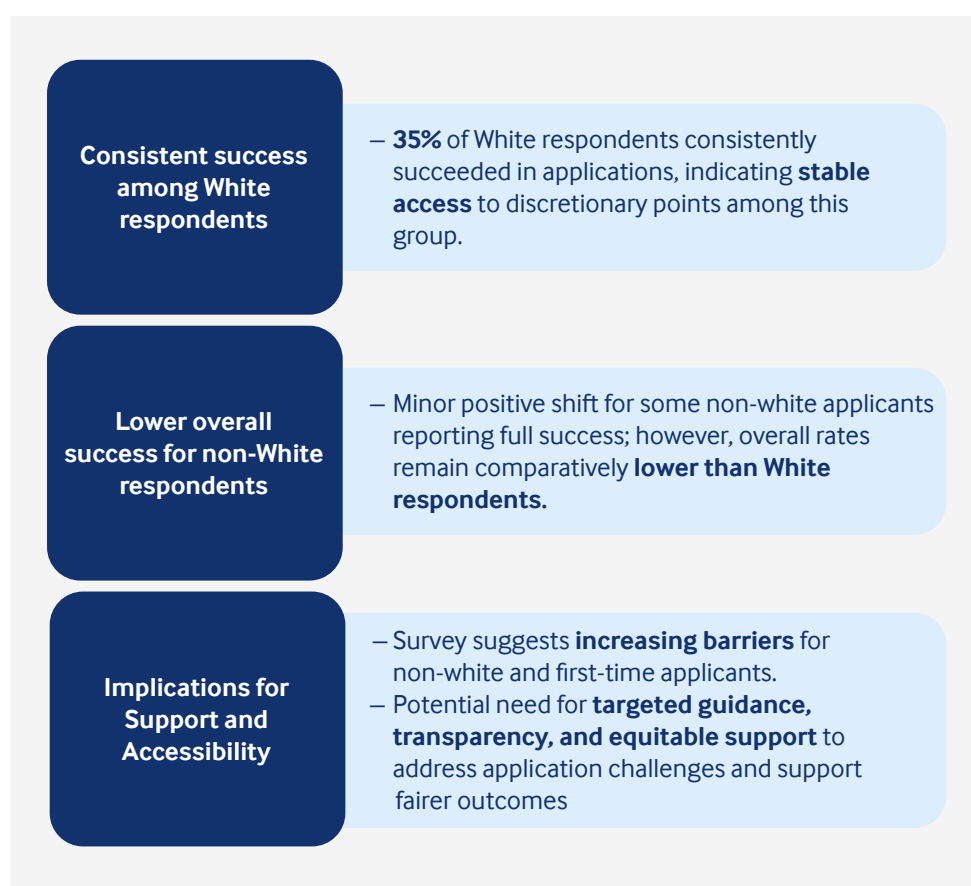 Consistent success
among White
respondents
– 35% of White respondents consistently
succeeded in applications, indicating stable
access to discretionary points among this
group.
Lower overall
success for non-White
respondents
– Minor positive shift for some non-white applicants
reporting full success; however, overall rates
remain comparatively lower than White
respondents.
Implications for
Support and
Accessibility
– Survey suggests increasing barriers for
non-white and first-time applicants.
– Potential need for targeted guidance,
transparency, and equitable support to
address application challenges and support
fairer outcomes